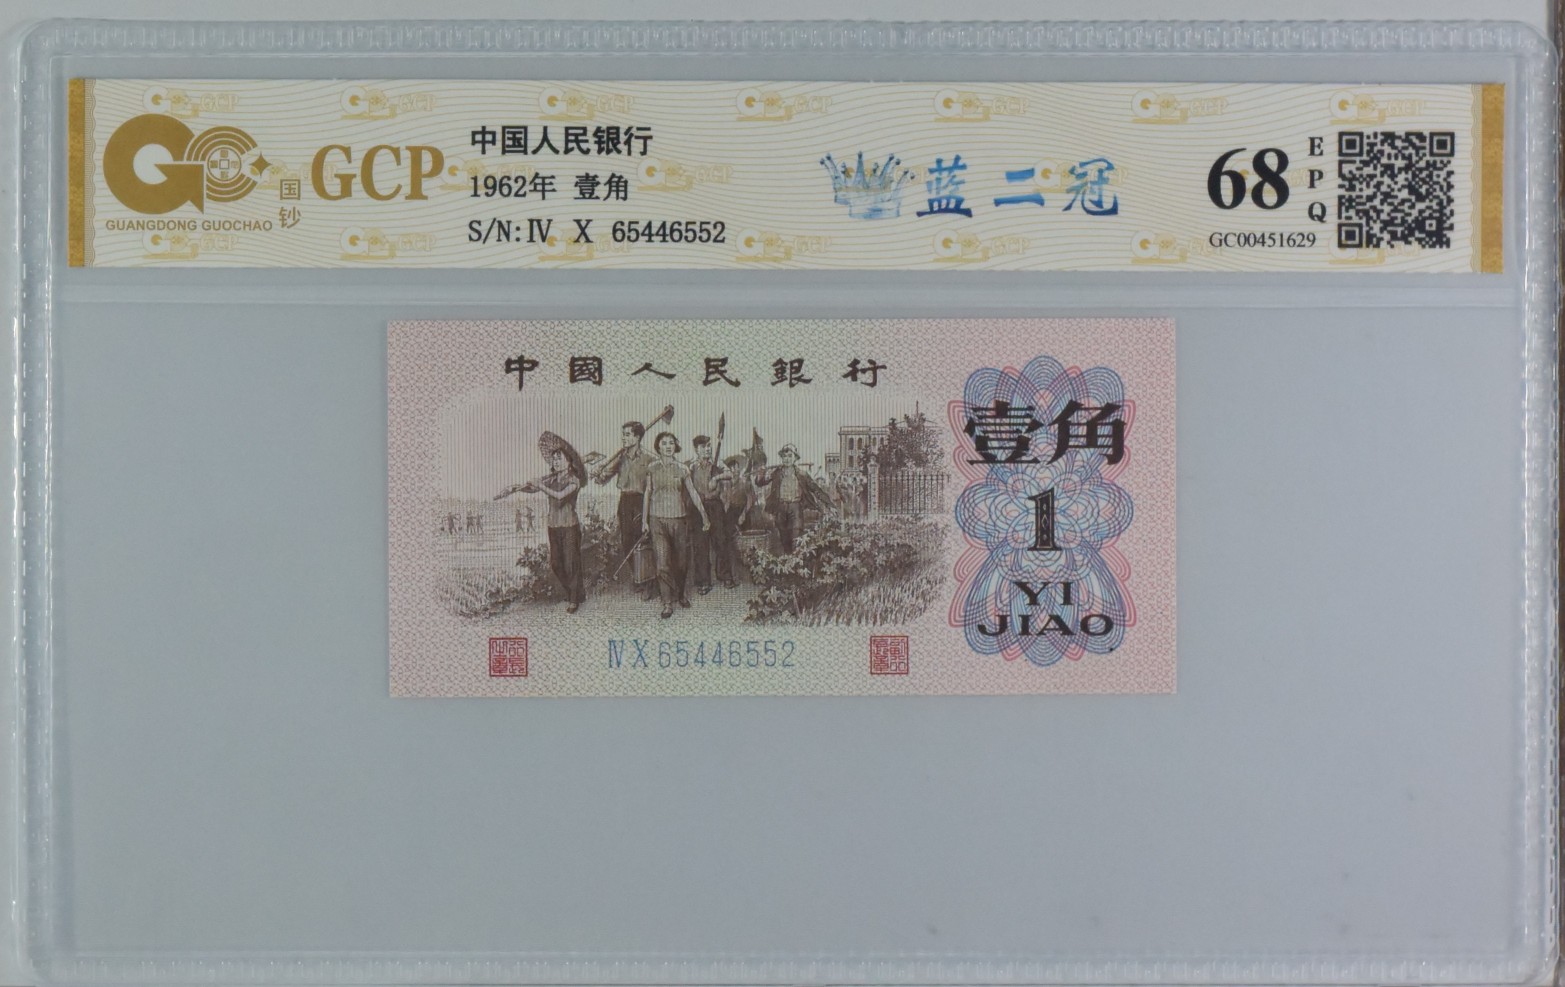 GCP
国钞
GUANGDONG GUOCHAO
中国人民银行
1962年 壹角
S/N:Ⅳ X 65446552
蓝二冠
68
EPQ
GC00451629
中國人民銀行
壹角
1
YI
JIAO
ⅣX65446552